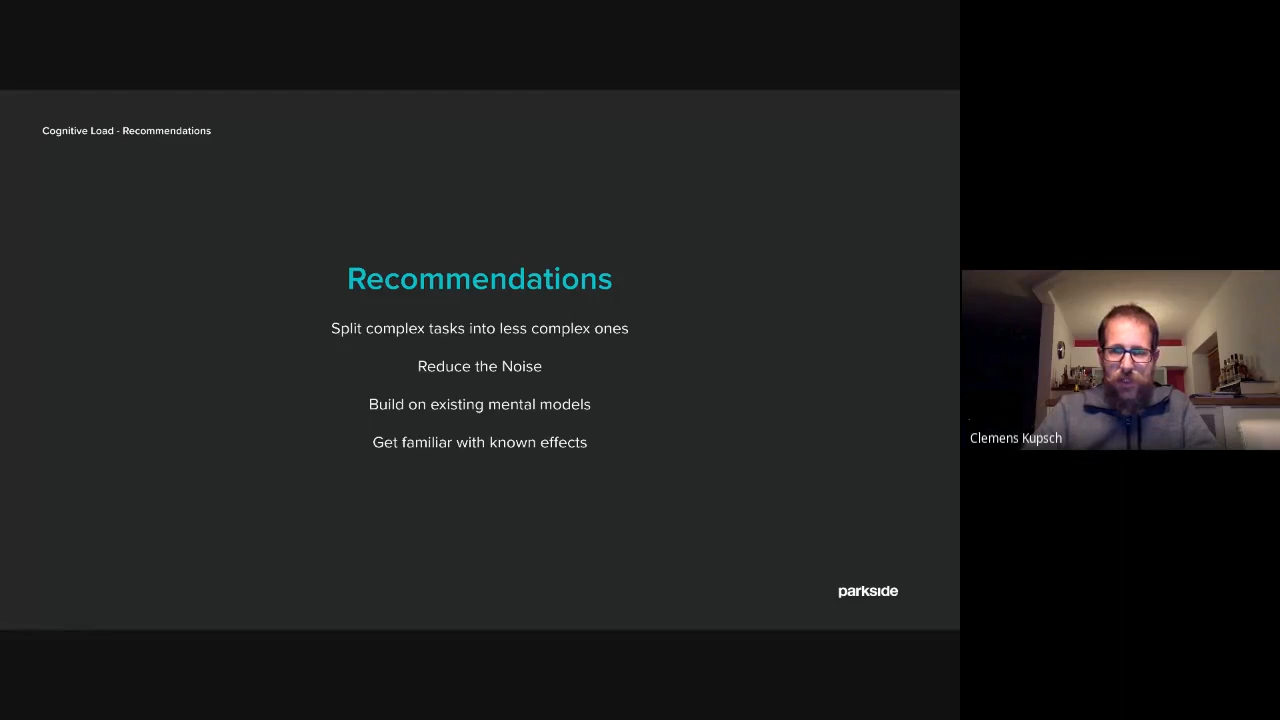 Cognitive Load - Recommendations
Recommendations
Split complex tasks into less complex ones
Reduce the Noise
Build on existing mental models
Get familiar with known effects
parkside
Clemens Kupsch